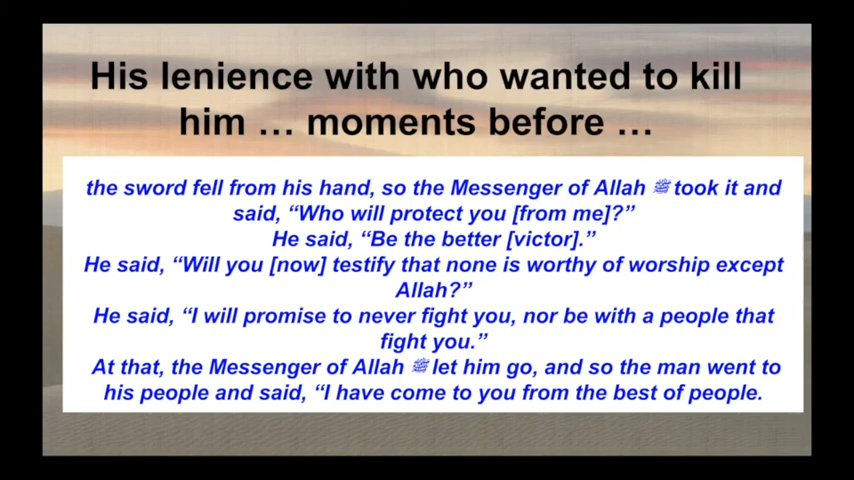 His lenience with who wanted to kill
him … moments before …
the sword fell from his hand, so the Messenger of Allah ﷺ took it and
said, “Who will protect you [from me]?”
He said, “Be the better [victor].”
He said, “Will you [now] testify that none is worthy of worship except
Allah?”
He said, “I will promise to never fight you, nor be with a people that
fight you.”
At that, the Messenger of Allah ﷺ let him go, and so the man went to
his people and said, “I have come to you from the best of people.